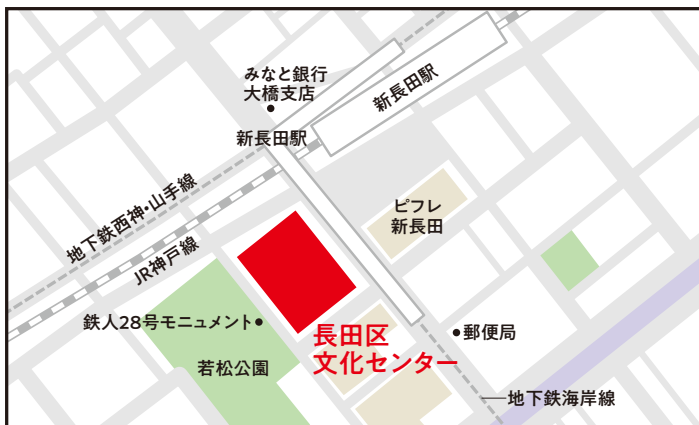 みなと銀行
大橋支店
新長田駅
新長田駅
地下鉄西神・山手線
JR神戸線
ピフレ
新長田
鉄人28号モニュメント
若松公園
長田区
文化センター
郵便局
地下鉄海岸線